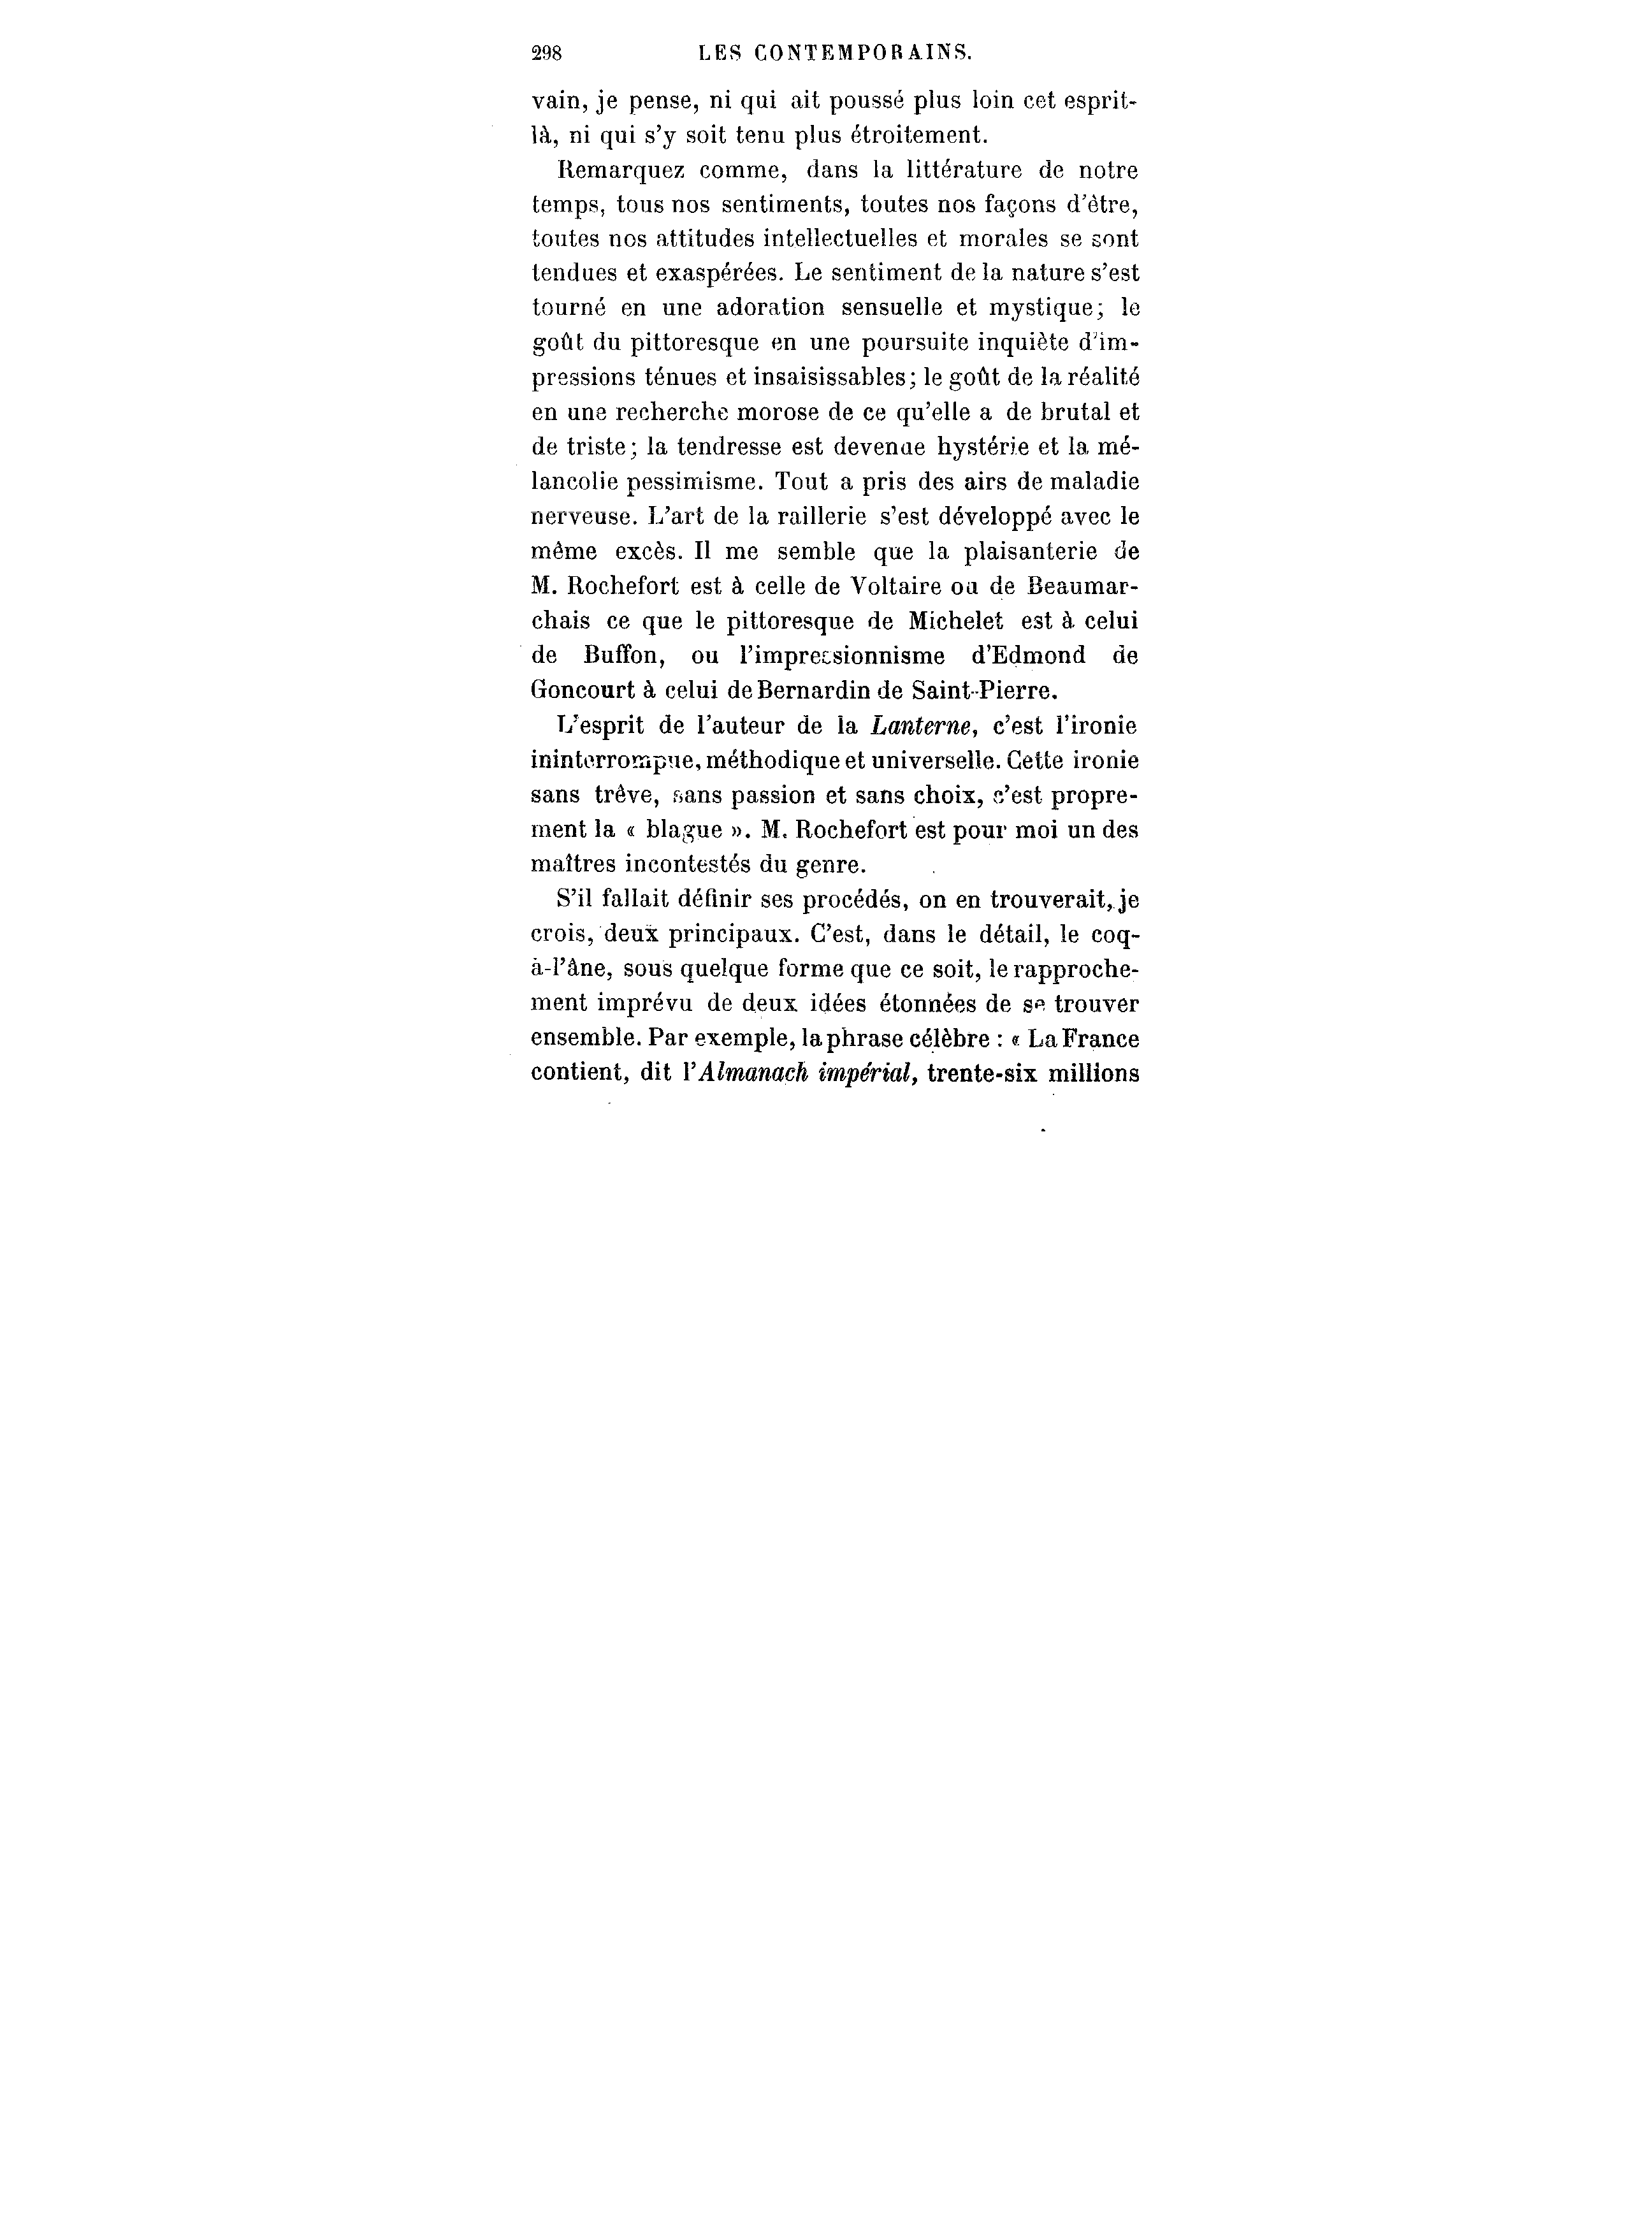 298 LES CONTEMPORAINS.
vain, je pense, ni qui ait poussé plus loin cet esprit-
là, ni qui s'y soit tenu plus étroitement.
Remarquez comme, dans la littérature de notre
temps, tous nos sentiments, toutes nos façons d'être,
toutes nos attitudes intellectuelles et morales se sont
tendues et exaspérées. Le sentiment de la nature s'est
tourné en une adoration sensuelle et mystique; le
goût du pittoresque en une poursuite inquiète d'im-
pressions ténues et insaisissables; le goût de la réalité
en une recherche morose de ce qu'elle a de brutal et
de triste; la tendresse est devenue hystérie et la mé-
lancolie pessimisme. Tout a pris des airs de maladie
nerveuse. L'art de la raillerie s'est développé avec le
même excès. Il me semble que la plaisanterie de
M. Rochefort est à celle de Voltaire ou de Beaumar-
chais ce que le pittoresque de Michelet est à celui
de Buffon, ou l'impressionnisme d'Edmond de
Goncourt à celui de Bernardin de Saint-Pierre.
L'esprit de l'auteur de la Lanterne, c'est l'ironie
ininterrompue, méthodique et universelle. Cette ironie
sans trêve, sans passion et sans choix, c'est propre-
ment la « blague ». M. Rochefort est pour moi un des
maîtres incontestés du genre.
S'il fallait définir ses procédés, on en trouverait, je
crois, deux principaux. C'est, dans le détail, le coq-
à-l'âne, sous quelque forme que ce soit, le rapproche-
ment imprévu de deux idées étonnées de se trouver
ensemble. Par exemple, la phrase célèbre : « La France
contient, dit l'Almanach impérial, trente-six millions